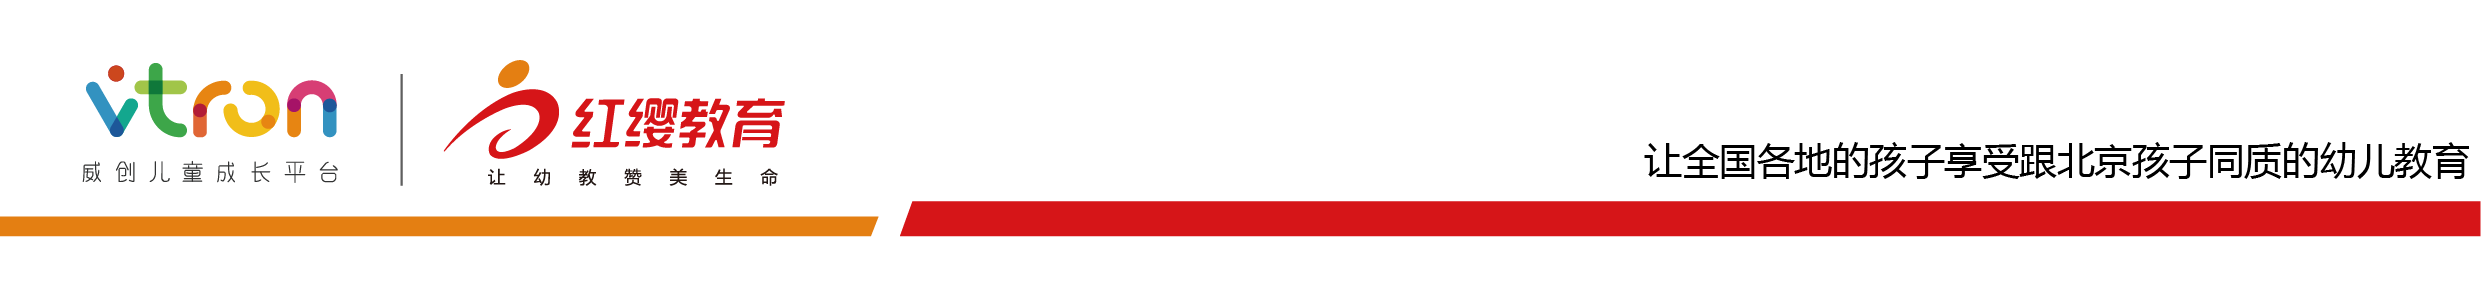 vtron
威创儿童成长平台
红缨教育
让幼教赞美生命
让全国各地的孩子享受跟北京孩子同质的幼儿教育